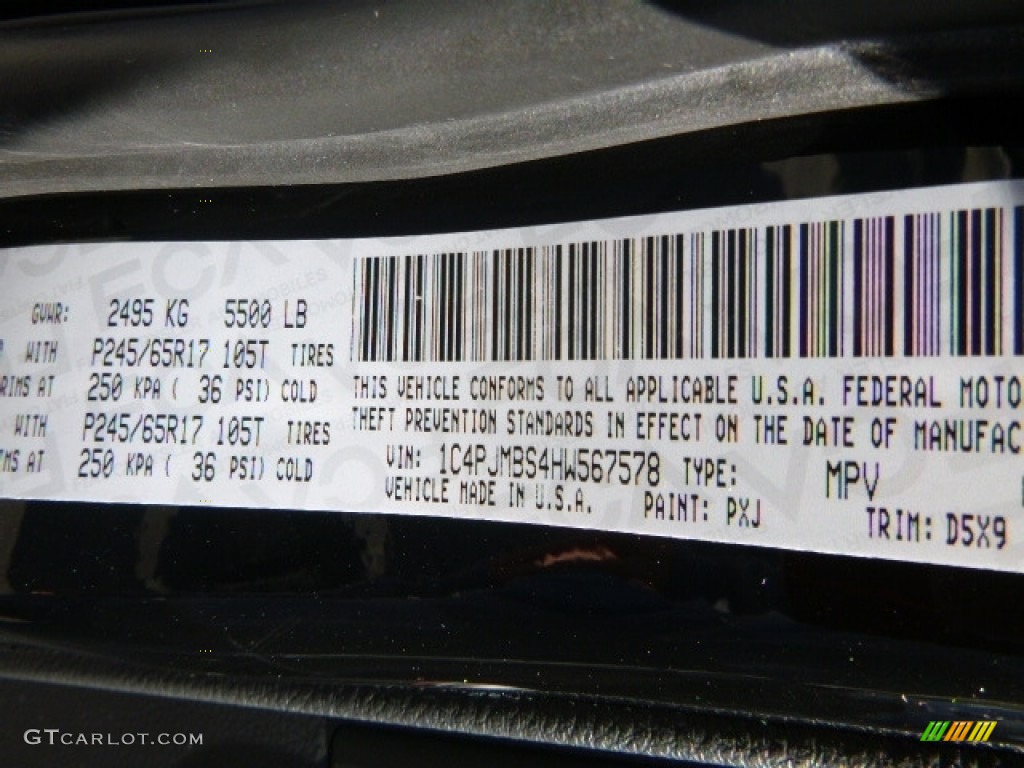 GVWR: 2495 KG 5500 LB
WITH P245/65R17 105T TIRES
RIMS AT 250 KPA ( 36 PSI) COLD
WITH P245/65R17 105T TIRES
MS AT 250 KPA ( 36 PSI) COLD
THIS VEHICLE CONFORMS TO ALL APPLICABLE U.S.A. FEDERAL MOTO
THEFT PREVENTION STANDARDS IN EFFECT ON THE DATE OF MANUFAC
VIN: 1C4PJMBS4HW567578 TYPE: MPV
VEHICLE MADE IN U.S.A. PAINT: PXJ TRIM: D5X9
GTCARLOT.COM